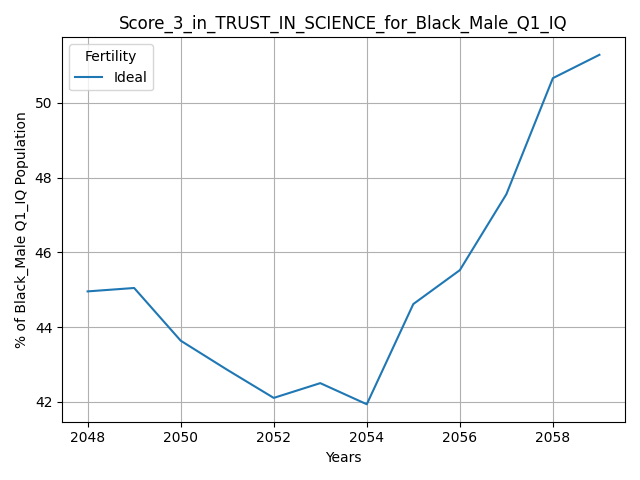 Score_3_in_TRUST_IN_SCIENCE_for_Black_Male_Q1_IQ
Fertility
Ideal
% of Black_Male Q1_IQ Population
50
48
46
44
42
2048
2050
2052
2054
2056
2058
Years